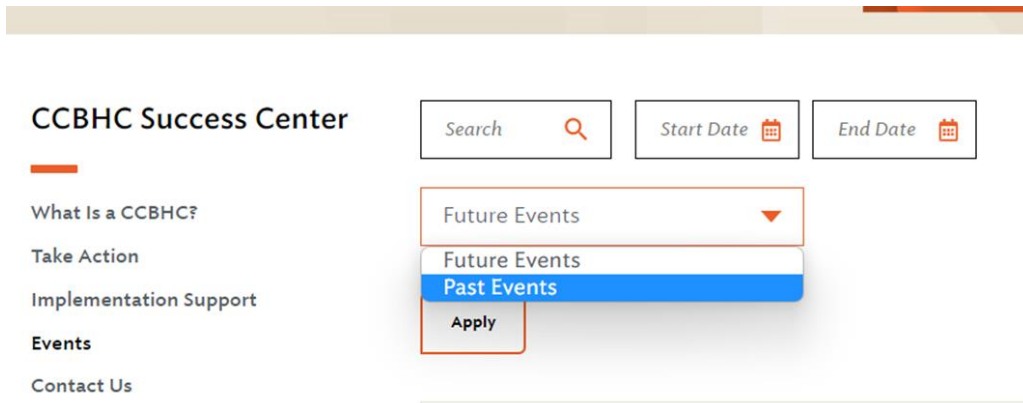 CCBHC Success Center
What Is a CCBHC?
Take Action
Implementation Support
Events
Contact Us
Search
Start Date
End Date
Future Events
Future Events
Past Events
Apply